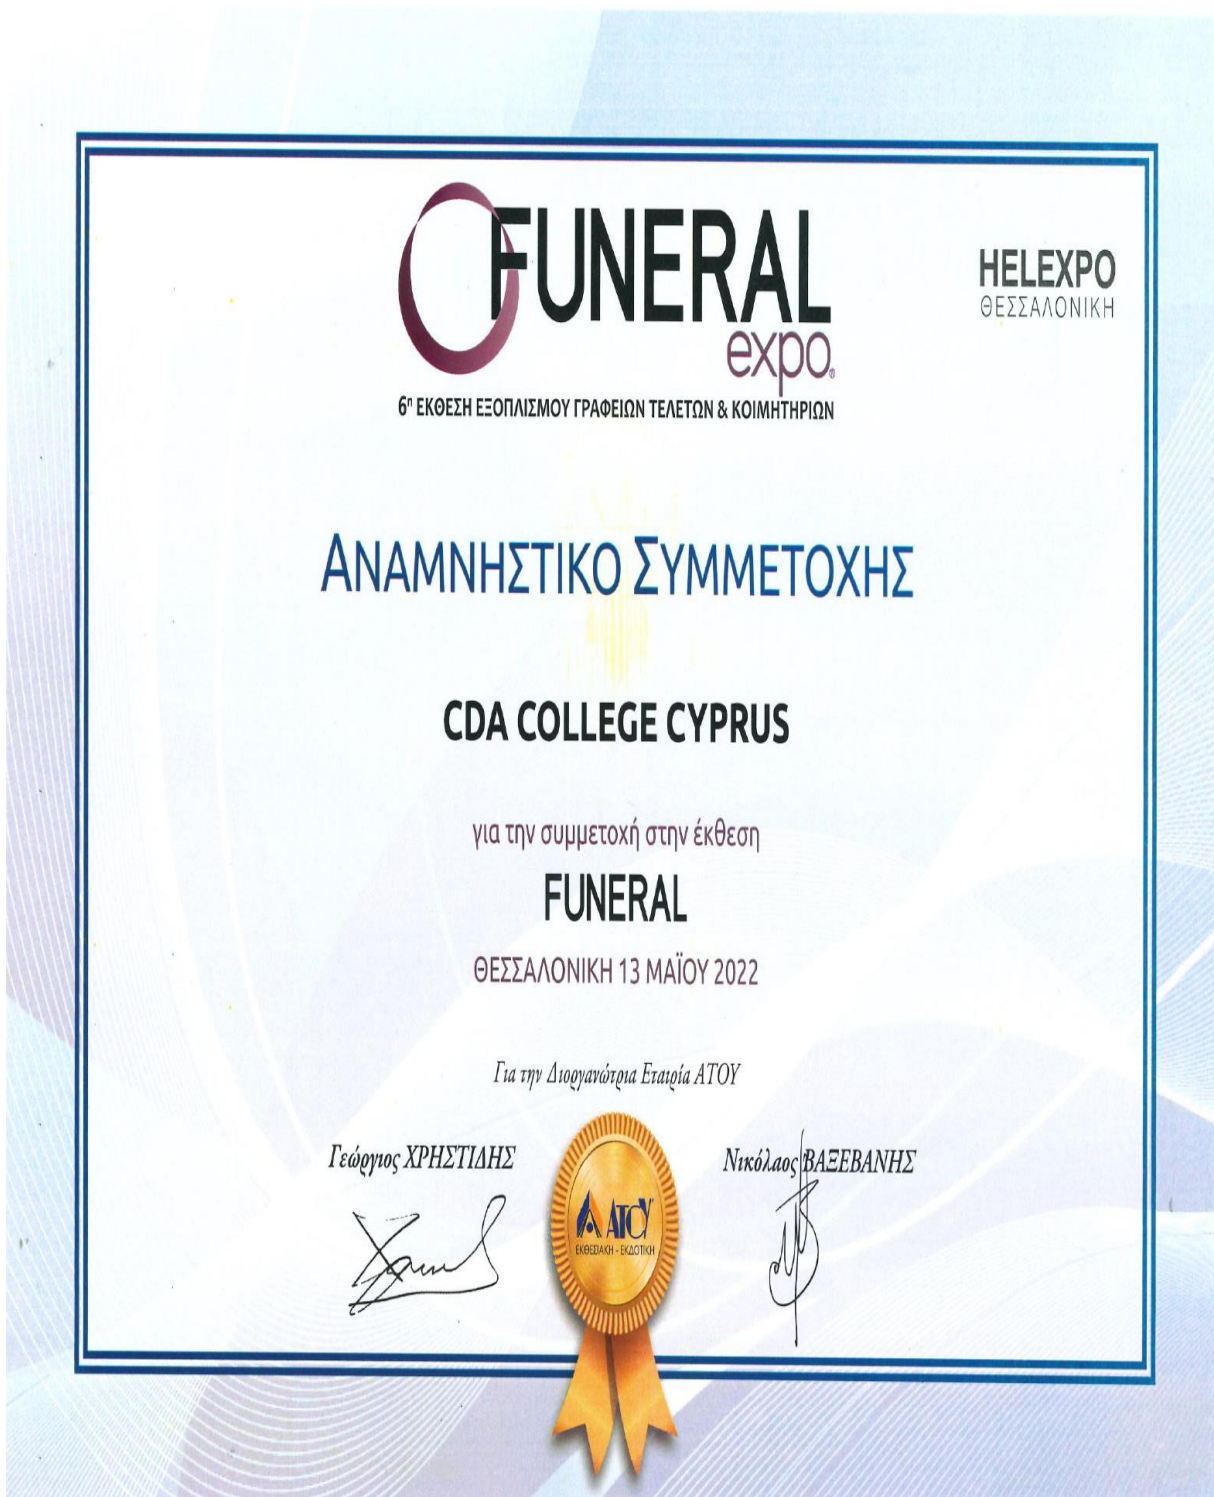 FUNERAL
expo®
HELEXPO
ΘΕΣΣΑΛΟΝΙΚΗ
6η ΕΚΘΕΣΗ ΕΞΟΠΛΙΣΜΟΥ ΓΡΑΦΕΙΩΝ ΤΕΛΕΤΩΝ & ΚΟΙΜΗΤΗΡΙΩΝ
ΑΝΑΜΝΗΣΤΙΚΟ ΣΥΜΜΕΤΟΧΗΣ
CDA COLLEGE CYPRUS
για την συμμετοχή στην έκθεση
FUNERAL
ΘΕΣΣΑΛΟΝΙΚΗ 13 ΜΑΪΟΥ 2022
Για την Διοργανώτρια Εταιρία ΑΤΟΥ
Γεώργιος ΧΡΗΣΤΙΔΗΣ
Νικόλαος ΒΑΞΕΒΑΝΗΣ
ΑΤΟΥ
ΕΚΘΕΣΙΑΚΗ - ΕΚΔΟΤΙΚΗ